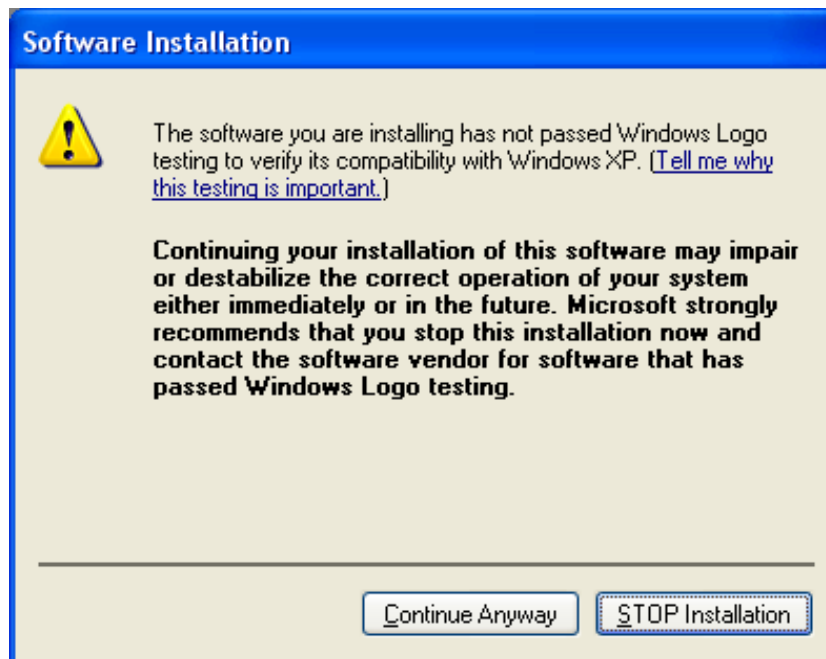 Software Installation
The software you are installing has not passed Windows Logo
testing to verify its compatibility with Windows XP. (Tell me why
this testing is important.)
Continuing your installation of this software may impair
or destabilize the correct operation of your system
either immediately or in the future. Microsoft strongly
recommends that you stop this installation now and
contact the software vendor for software that has
passed Windows Logo testing.
Continue Anyway
STOP Installation